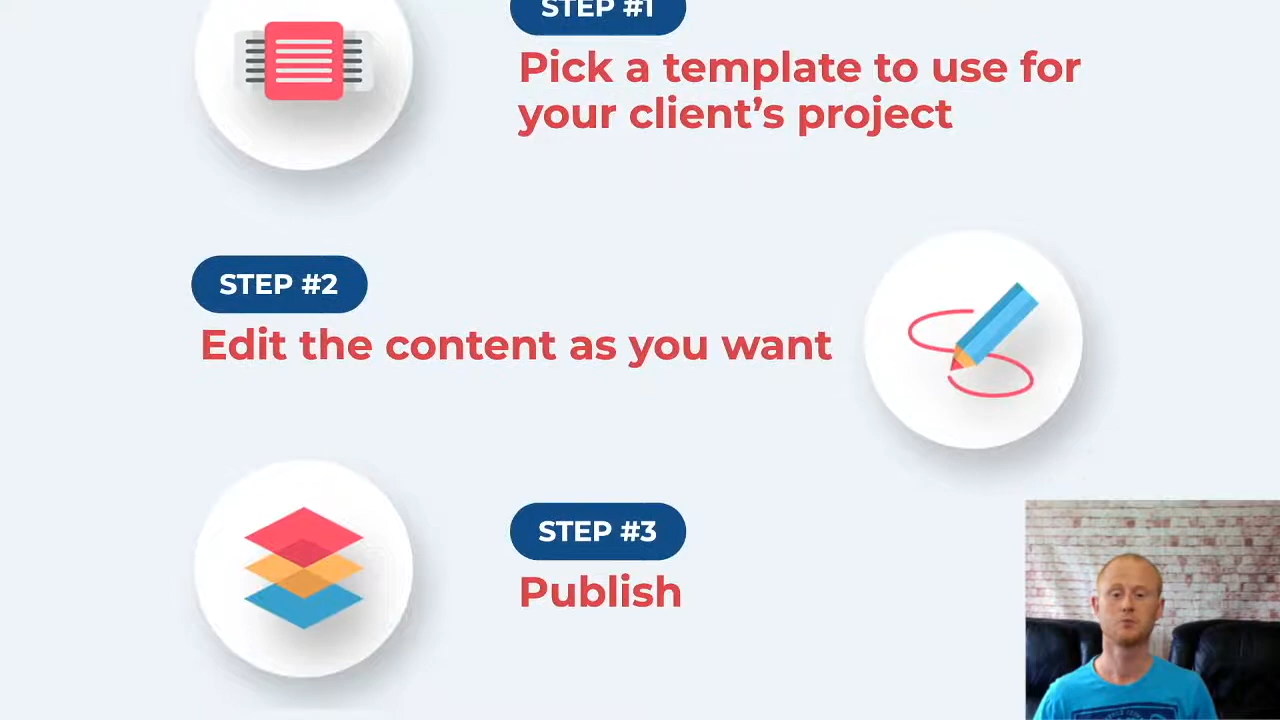 STEP #1
Pick a template to use for
your client's project
STEP #2
Edit the content as you want
STEP #3
Publish